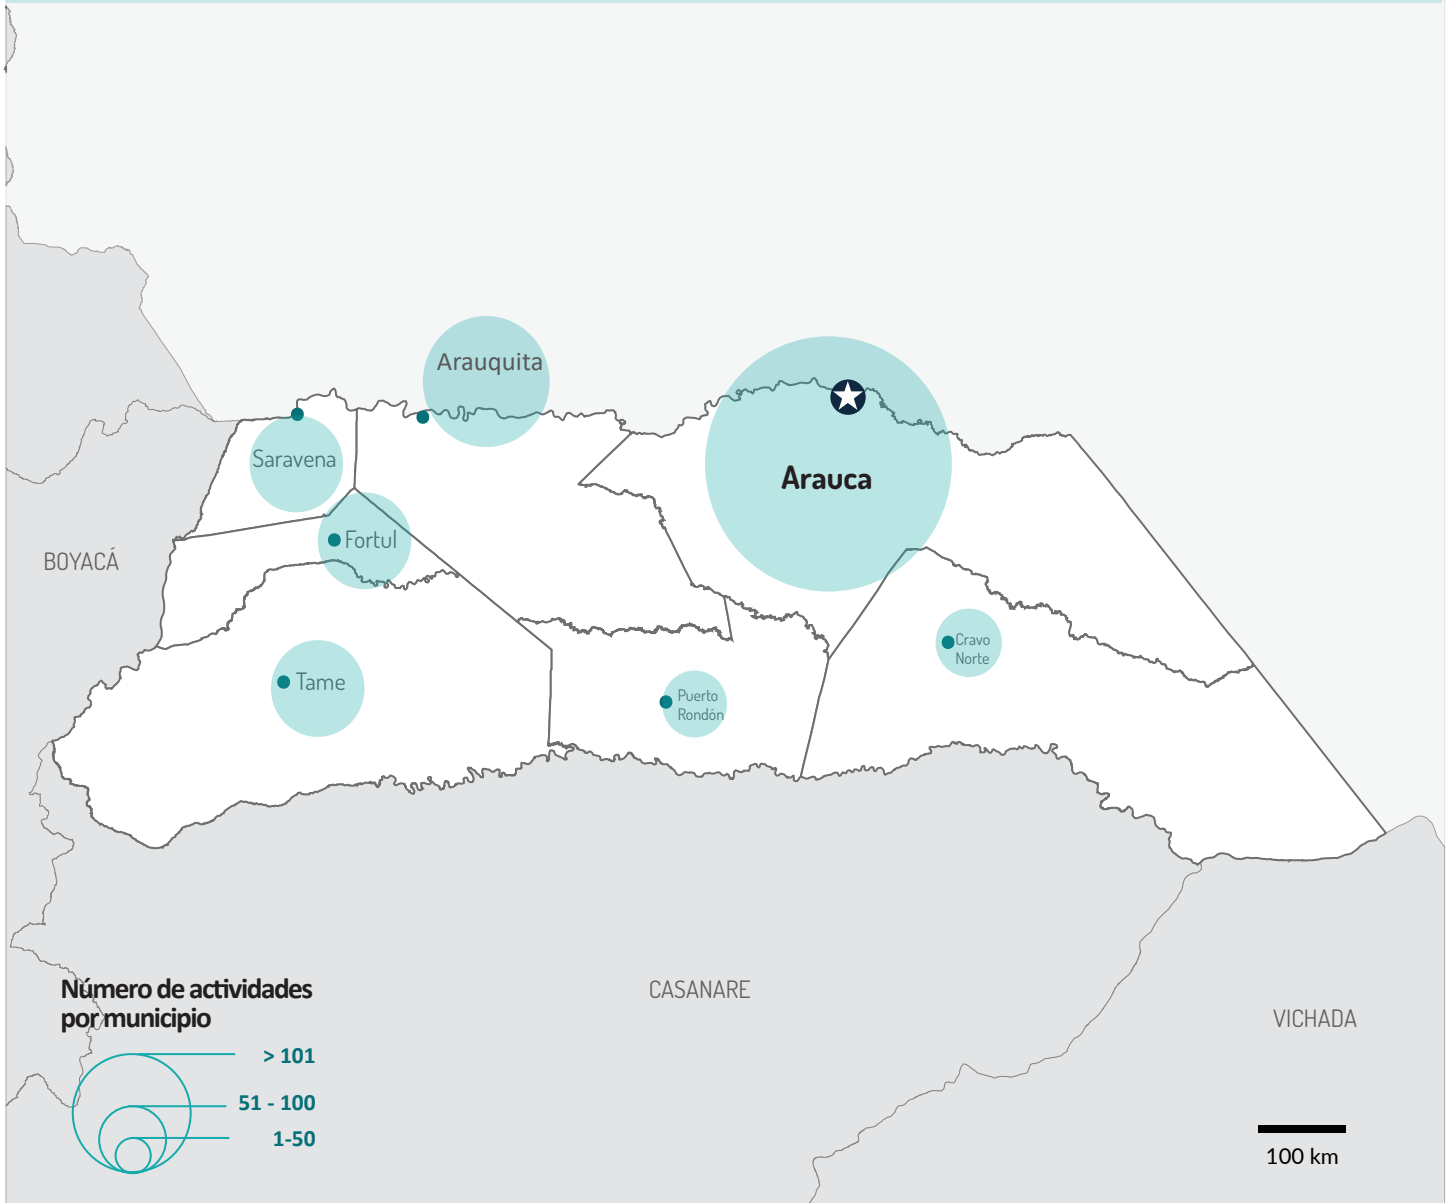 Arauquita
Saravena
Arauca
Fortul
BOYACÁ
Cravo
Norte
Tame
Puerto
Rondón
CASANARE
VICHADA
Número de actividades
por municipio
> 101
51 - 100
1-50
100 km